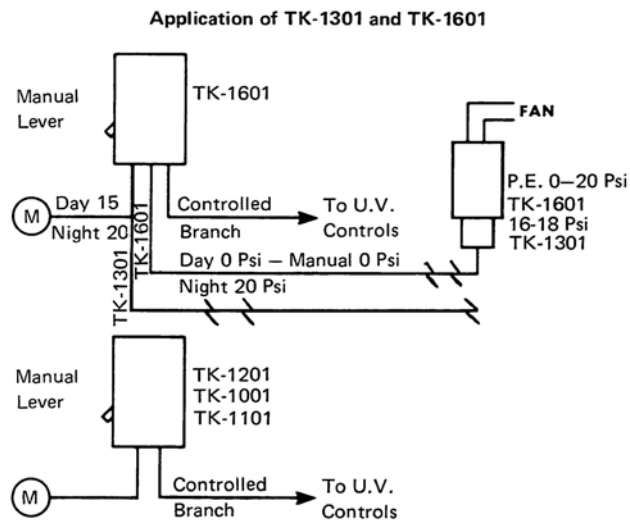 Application of TK-1301 and TK-1601
Manual
Lever
TK-1601
FAN
P.E. 0–20 Psi
TK-1601
16-18 Psi
TK-1301
M
Day 15
Night 20
TK-1301
TK-1601
Controlled
Branch
To U.V.
Controls
Day 0 Psi – Manual 0 Psi
Night 20 Psi
Manual
Lever
TK-1201
TK-1001
TK-1101
M
Controlled
Branch
To U.V.
Controls